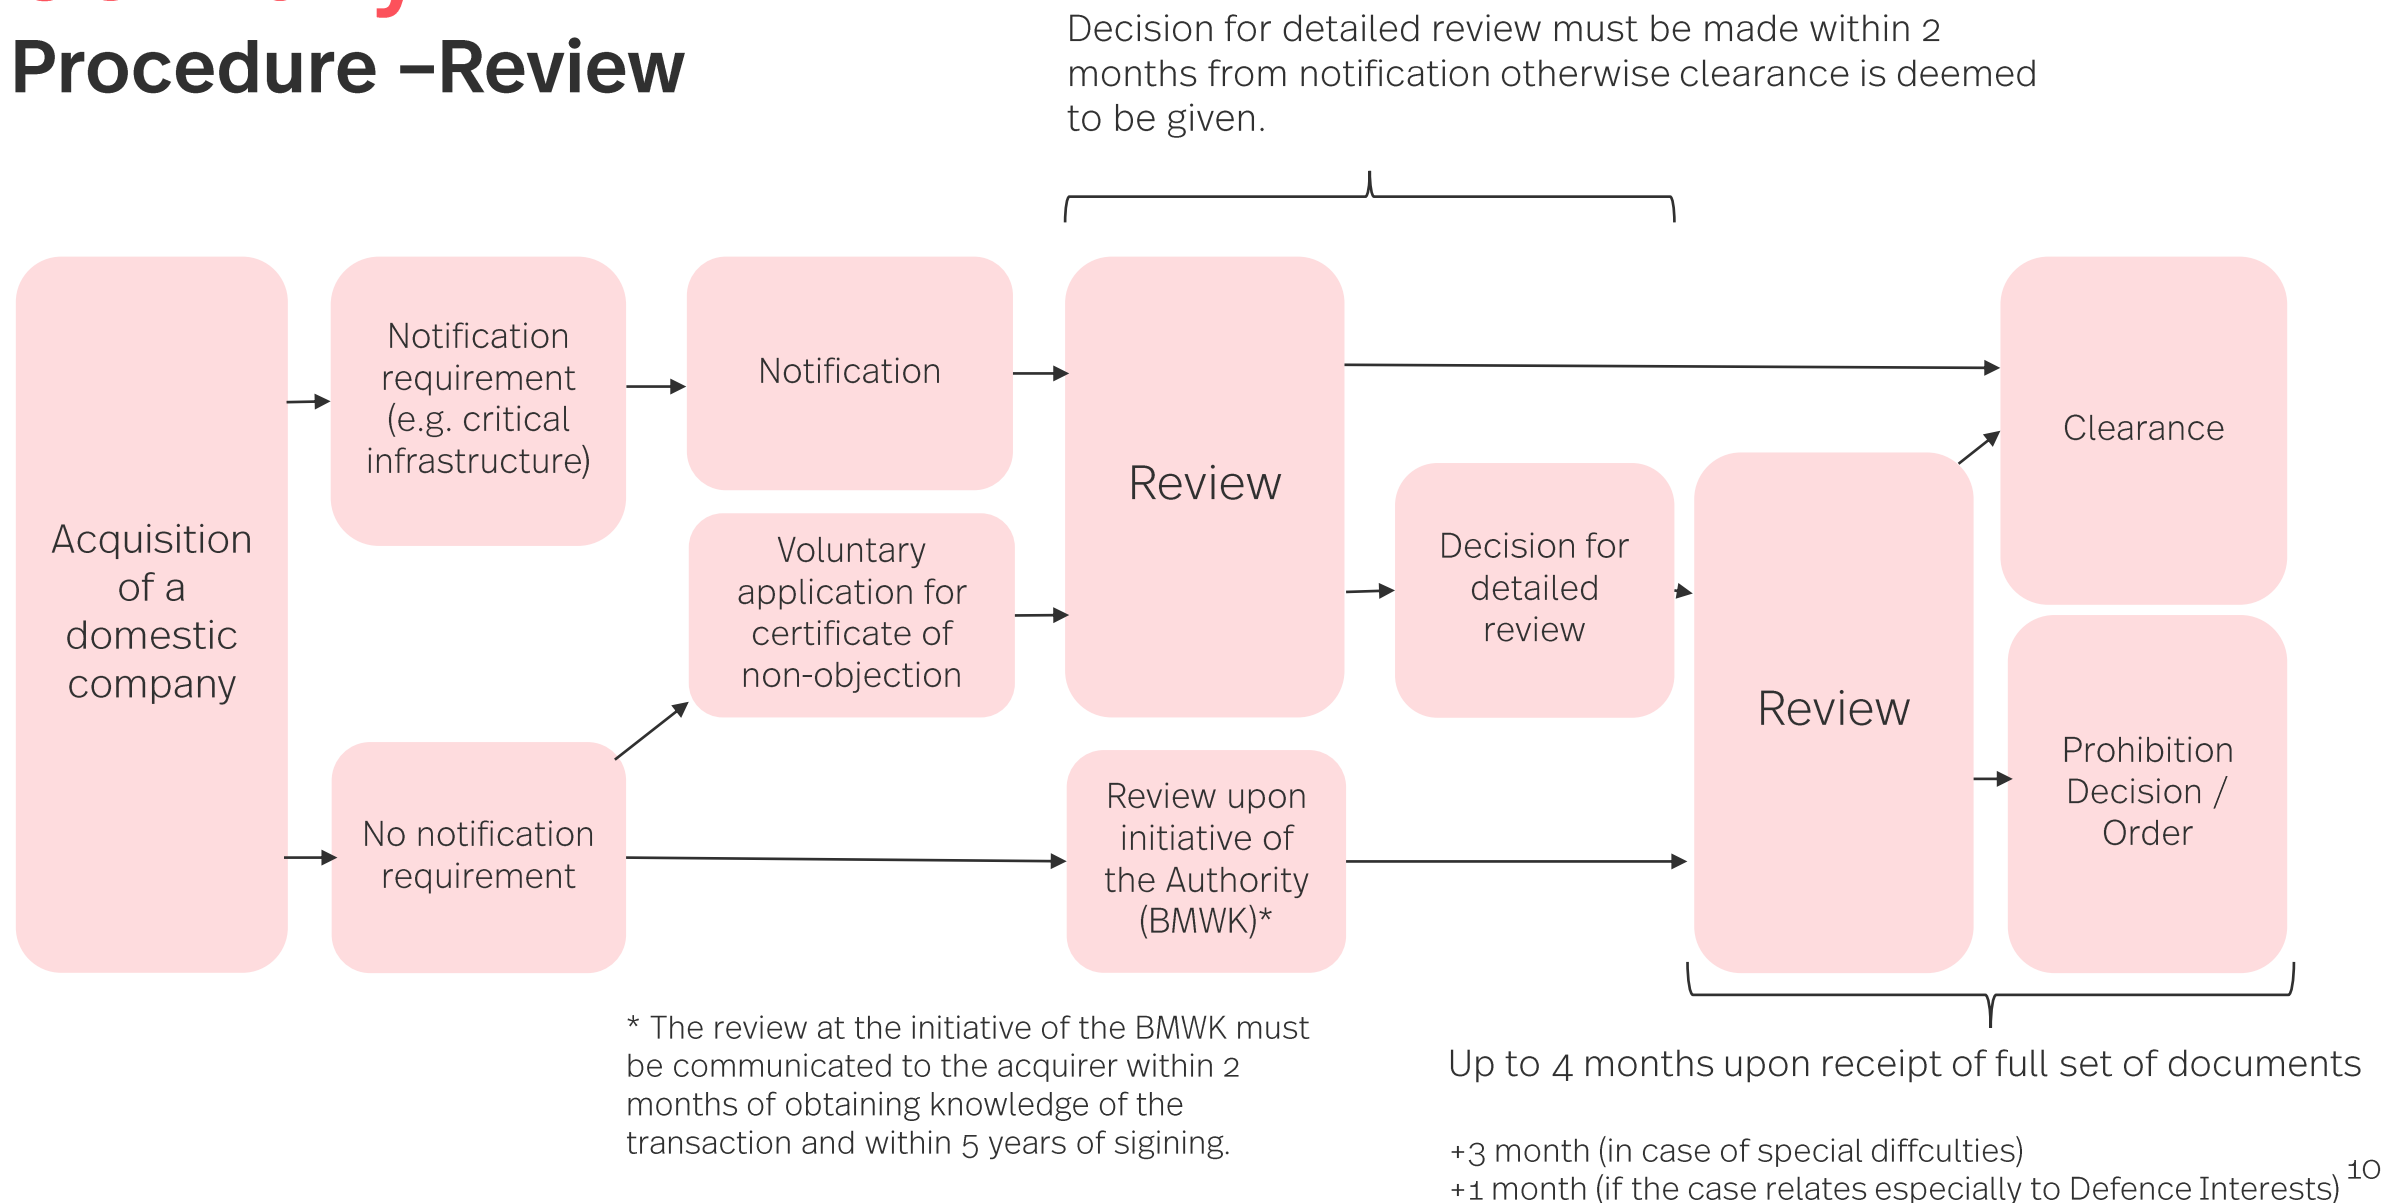 Procedure –Review
Decision for detailed review must be made within 2
months from notification otherwise clearance is deemed
to be given.
Acquisition
of a
domestic
company
Notification
requirement
(e.g. critical
infrastructure)
Notification
Voluntary
application for
certificate of
non-objection
No notification
requirement
Review
Review upon
initiative of
the Authority
(BMWK)*
Decision for
detailed
review
Review
Clearance
Prohibition
Decision /
Order
* The review at the initiative of the BMWK must
be communicated to the acquirer within 2
months of obtaining knowledge of the
transaction and within 5 years of sigining.
Up to 4 months upon receipt of full set of documents
+3 month (in case of special diffculties)
+1 month (if the case relates especially to Defence Interests)
10